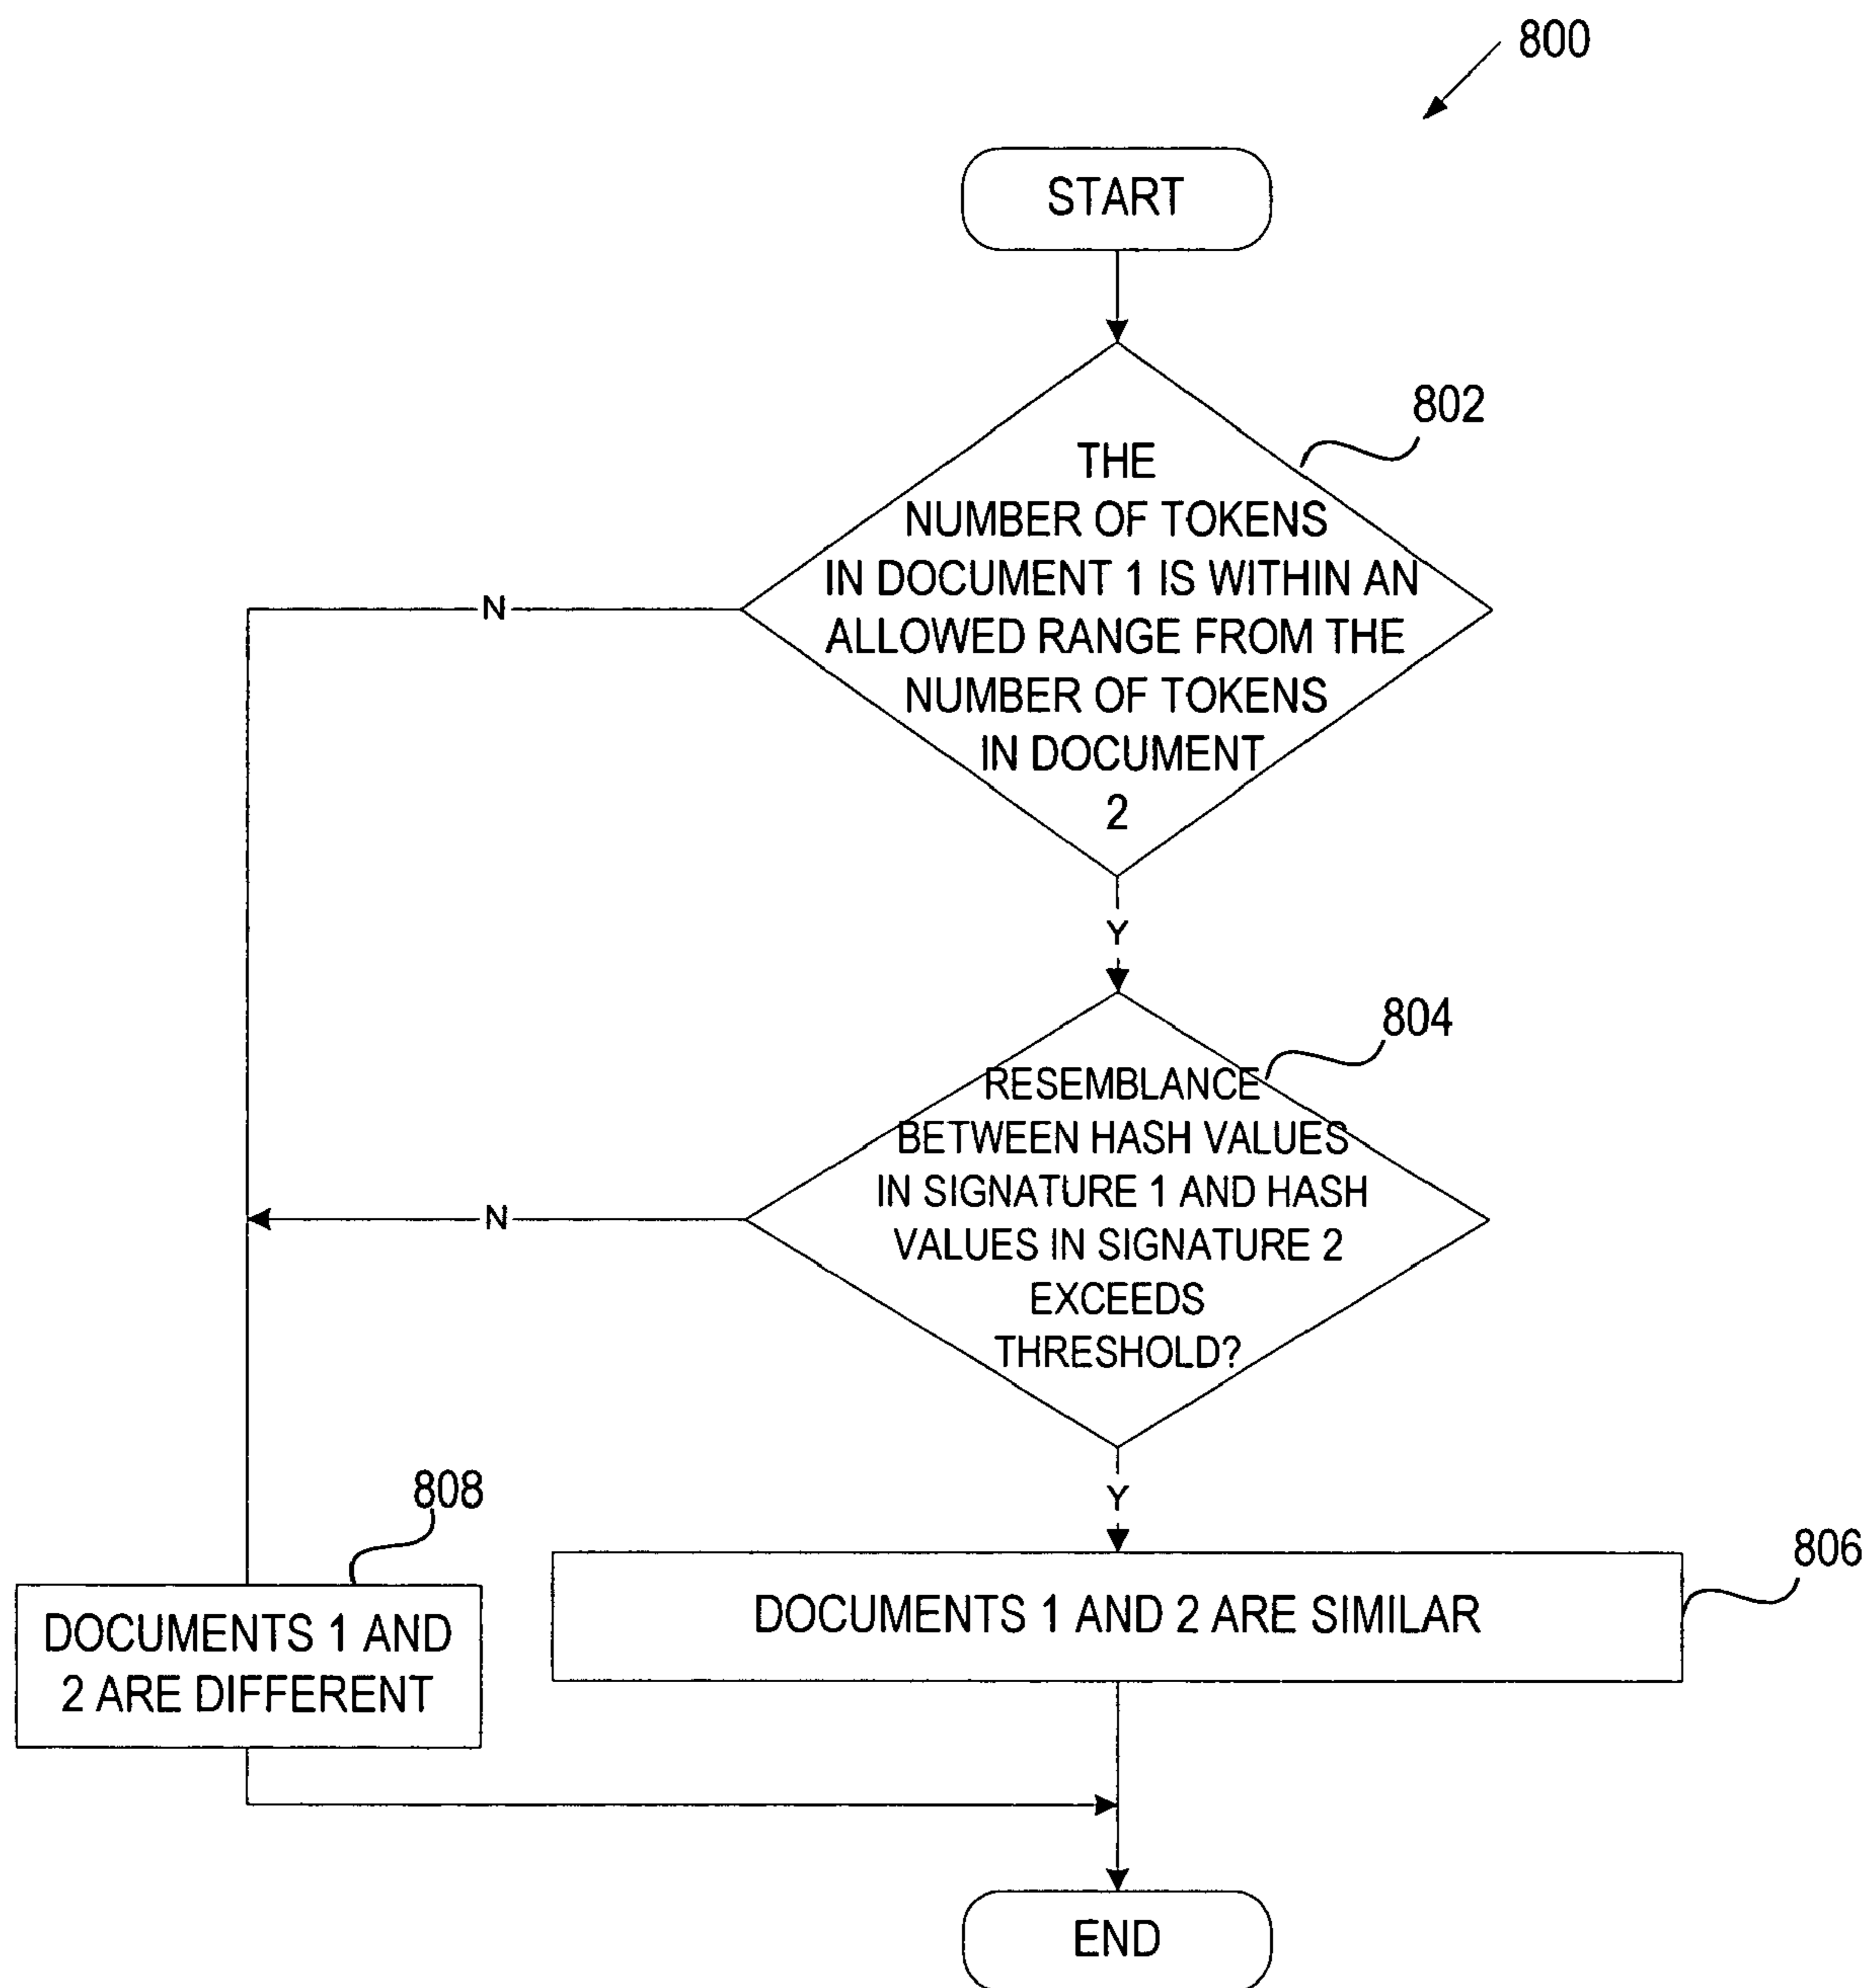 800
START
802
THE
NUMBER OF TOKENS
IN DOCUMENT 1 IS WITHIN AN
ALLOWED RANGE FROM THE
NUMBER OF TOKENS
IN DOCUMENT
2
N
Y
804
RESEMBLANCE
BETWEEN HASH VALUES
IN SIGNATURE 1 AND HASH
VALUES IN SIGNATURE 2
EXCEEDS
THRESHOLD?
N
Y
808
DOCUMENTS 1 AND
2 ARE DIFFERENT
806
DOCUMENTS 1 AND 2 ARE SIMILAR
END